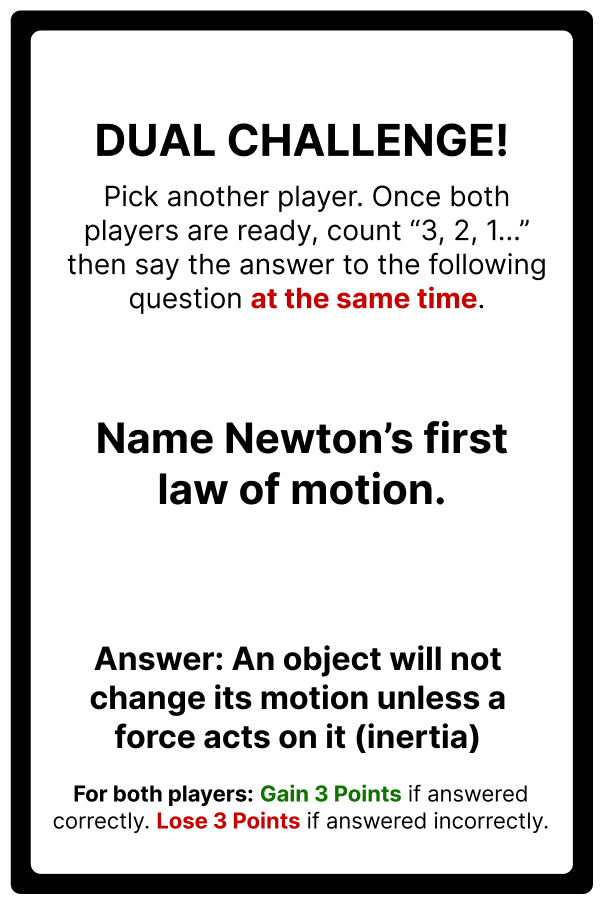 DUAL CHALLENGE!
Pick another player. Once both
players are ready, count “3, 2, 1...”
then say the answer to the following
question at the same time.
Name Newton’s first
law of motion.
Answer: An object will not
change its motion unless a
force acts on it (inertia)
For both players: Gain 3 Points if answered
correctly. Lose 3 Points if answered incorrectly.